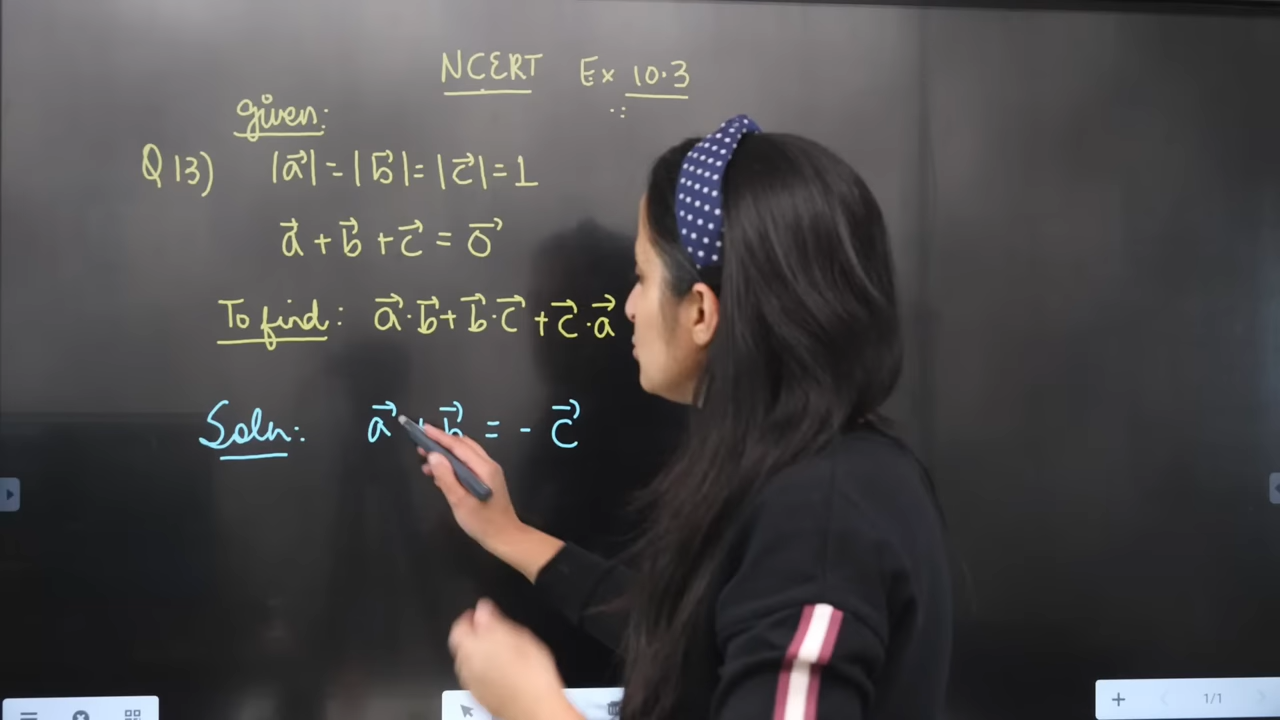 NCERT Ex 10.3
given:
Q 13) |a⃗| = |b⃗| = |c⃗| = 1
a⃗ + b⃗ + c⃗ = 0⃗
To find: a⃗·b⃗ + b⃗·c⃗ + c⃗·a⃗
Soln: a⃗ + b⃗ = - c⃗
1/1